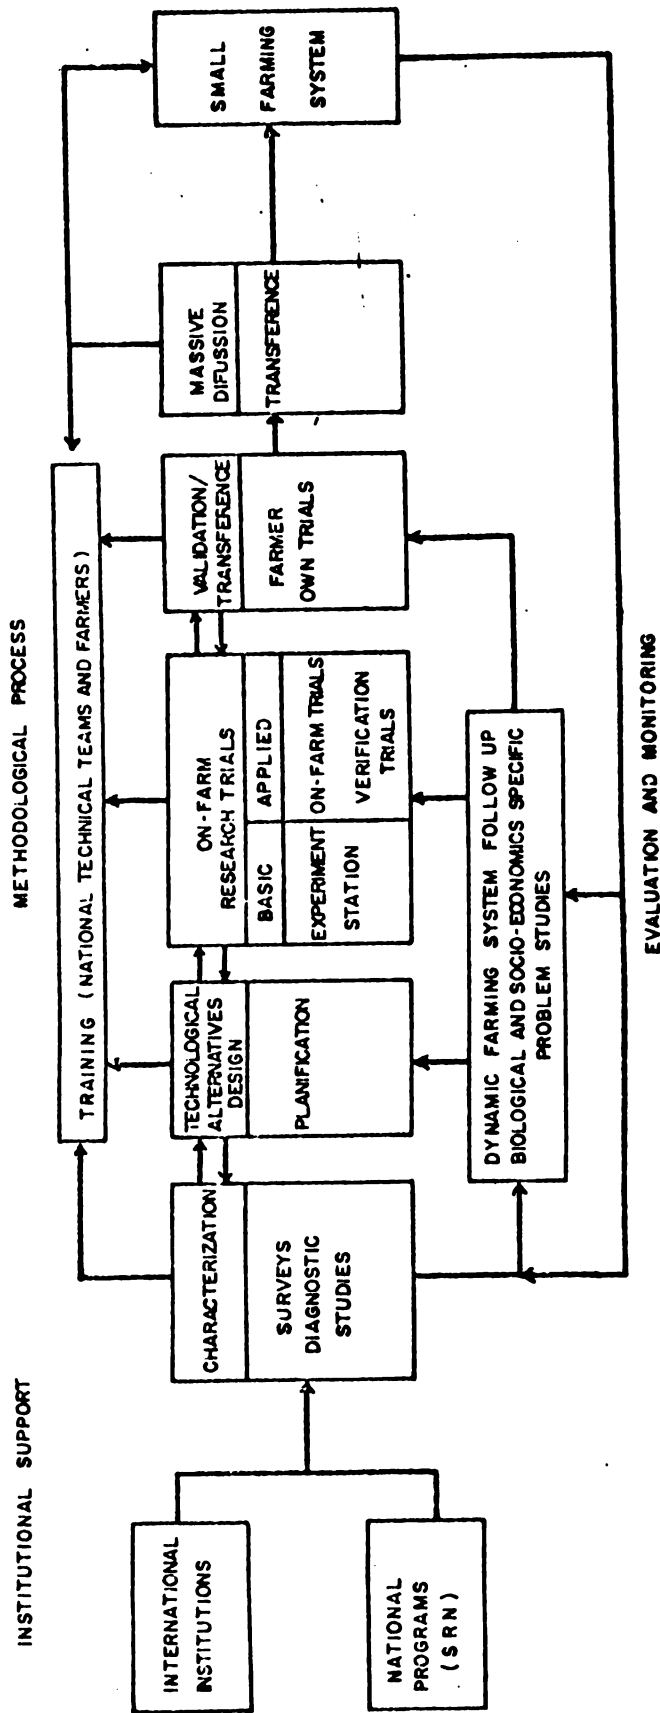 INSTITUTIONAL SUPPORT
METHODOLOGICAL PROCESS
INTERNATIONAL
INSTITUTIONS
NATIONAL
PROGRAMS
(SRN)
TRAINING (NATIONAL TECHNICAL TEAMS AND FARMERS)
CHARACTERIZATION
SURVEYS
DIAGNOSTIC
STUDIES
TECHNOLOGICAL
ALTERNATIVES
DESIGN
PLANIFICATION
ON-FARM
RESEARCH TRIALS
BASIC
APPLIED
EXPERIMENT
STATION
ON-FARM TRIALS
VERIFICATION
TRIALS
VALIDATION/
TRANSFERENCE
FARMER
OWN TRIALS
MASSIVE
DIFUSSION
TRANSFERENCE
SMALL
FARMING
SYSTEM
DYNAMIC FARMING SYSTEM FOLLOW UP
BIOLOGICAL AND SOCIO-ECONOMICS SPECIFIC
PROBLEM STUDIES
EVALUATION AND MONITORING